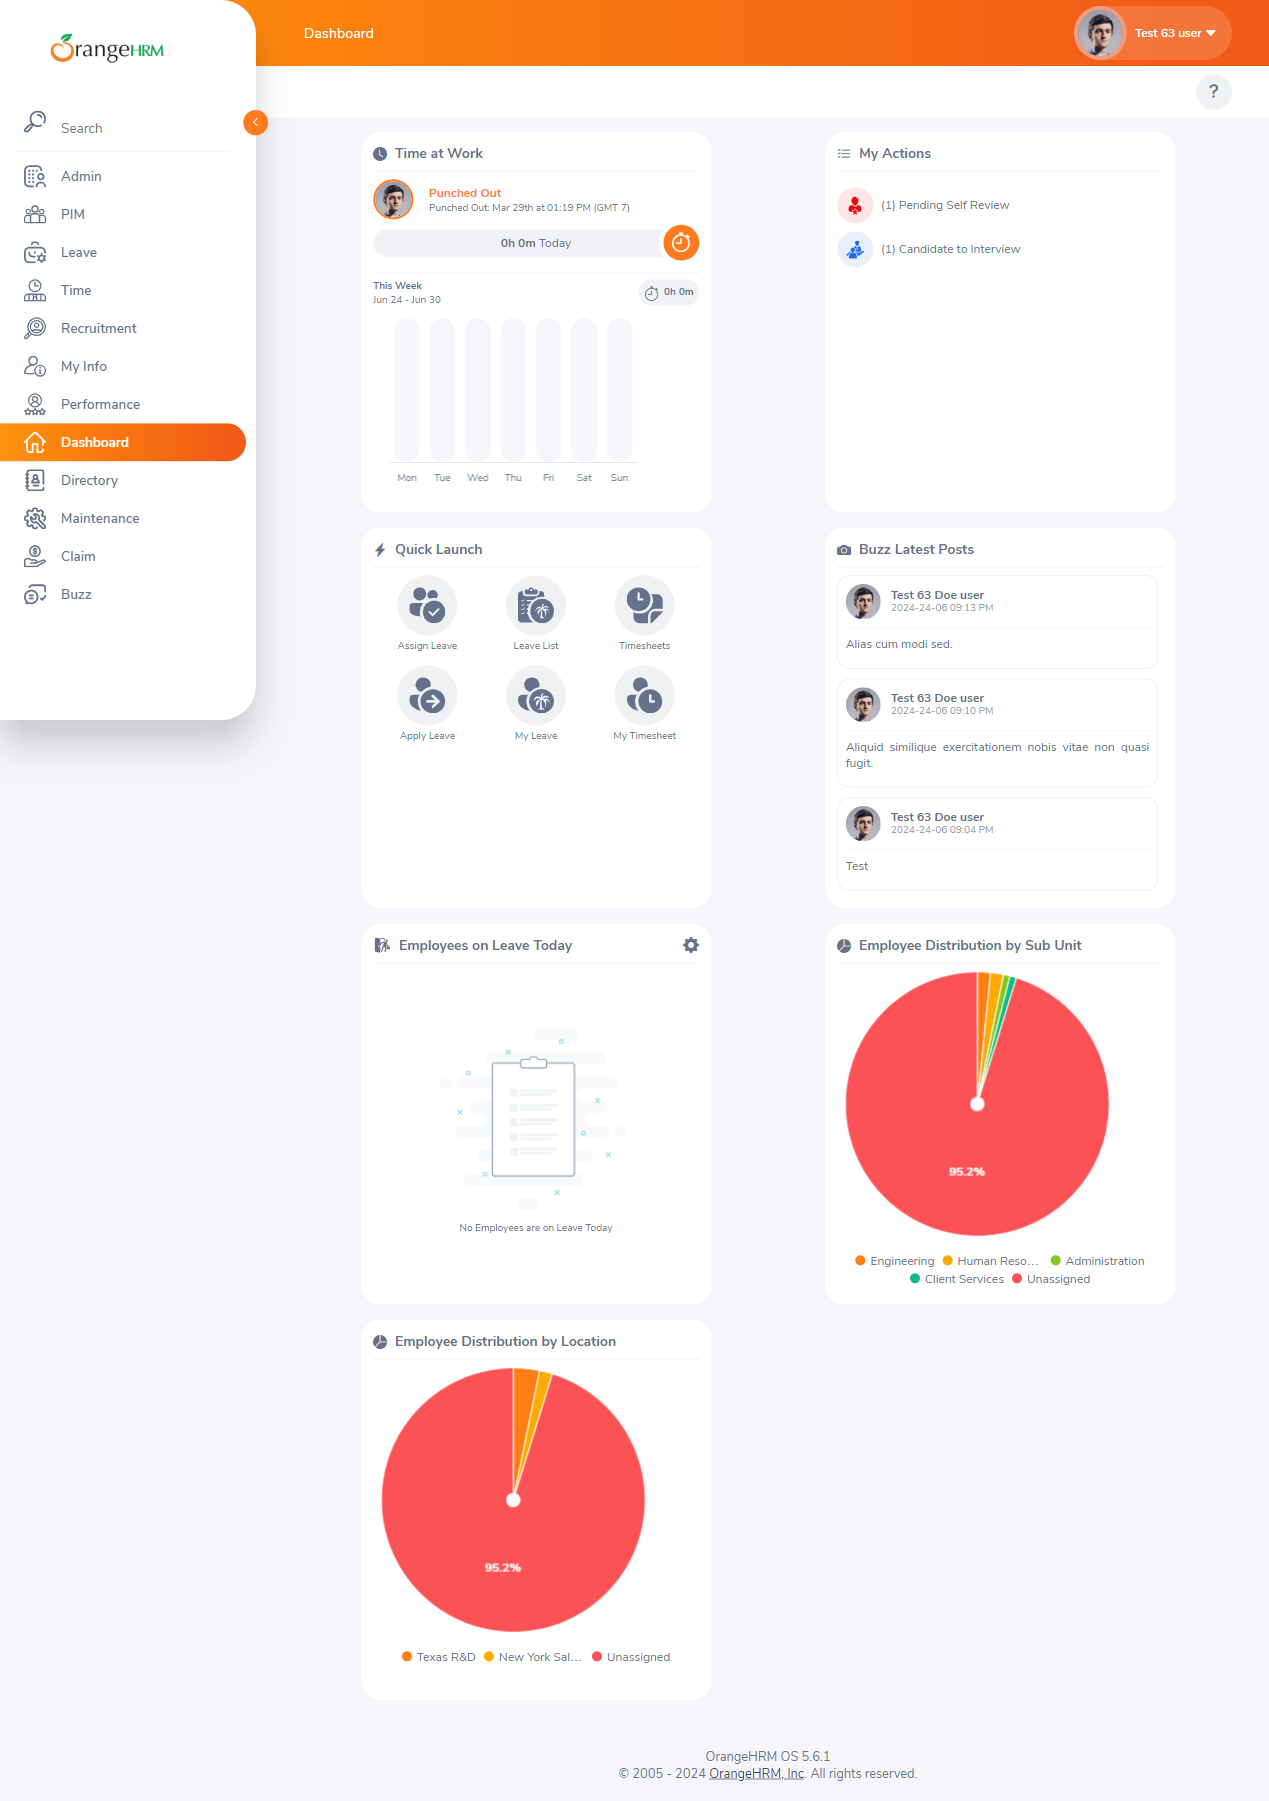 OrangeHRM
Search
Admin
PIM
Leave
Time
Recruitment
My Info
Performance
Dashboard
Directory
Maintenance
Claim
Buzz
Dashboard
Test 63 user
?
Time at Work
Punched Out
Punched Out: Mar 29th at 01:19 PM (GMT 7)
0h 0m Today
This Week
Jun 24 - Jun 30
0h 0m
Mon Tue Wed Thu Fri Sat Sun
My Actions
(1) Pending Self Review
(1) Candidate to Interview
Quick Launch
Assign Leave
Leave List
Timesheets
Apply Leave
My Leave
My Timesheet
Buzz Latest Posts
Test 63 Doe user
2024-24-06 09:13 PM
Alias cum modi sed.
Test 63 Doe user
2024-24-06 09:10 PM
Aliquid similique exercitationem nobis vitae non quasi
fugit.
Test 63 Doe user
2024-24-06 09:04 PM
Test
Employees on Leave Today
No Employees are on Leave Today
Employee Distribution by Sub Unit
95.2%
Engineering Human Reso... Administration
Client Services Unassigned
Employee Distribution by Location
95.2%
Texas R&D New York Sal... Unassigned
OrangeHRM OS 5.6.1
© 2005 - 2024 OrangeHRM, Inc. All rights reserved.